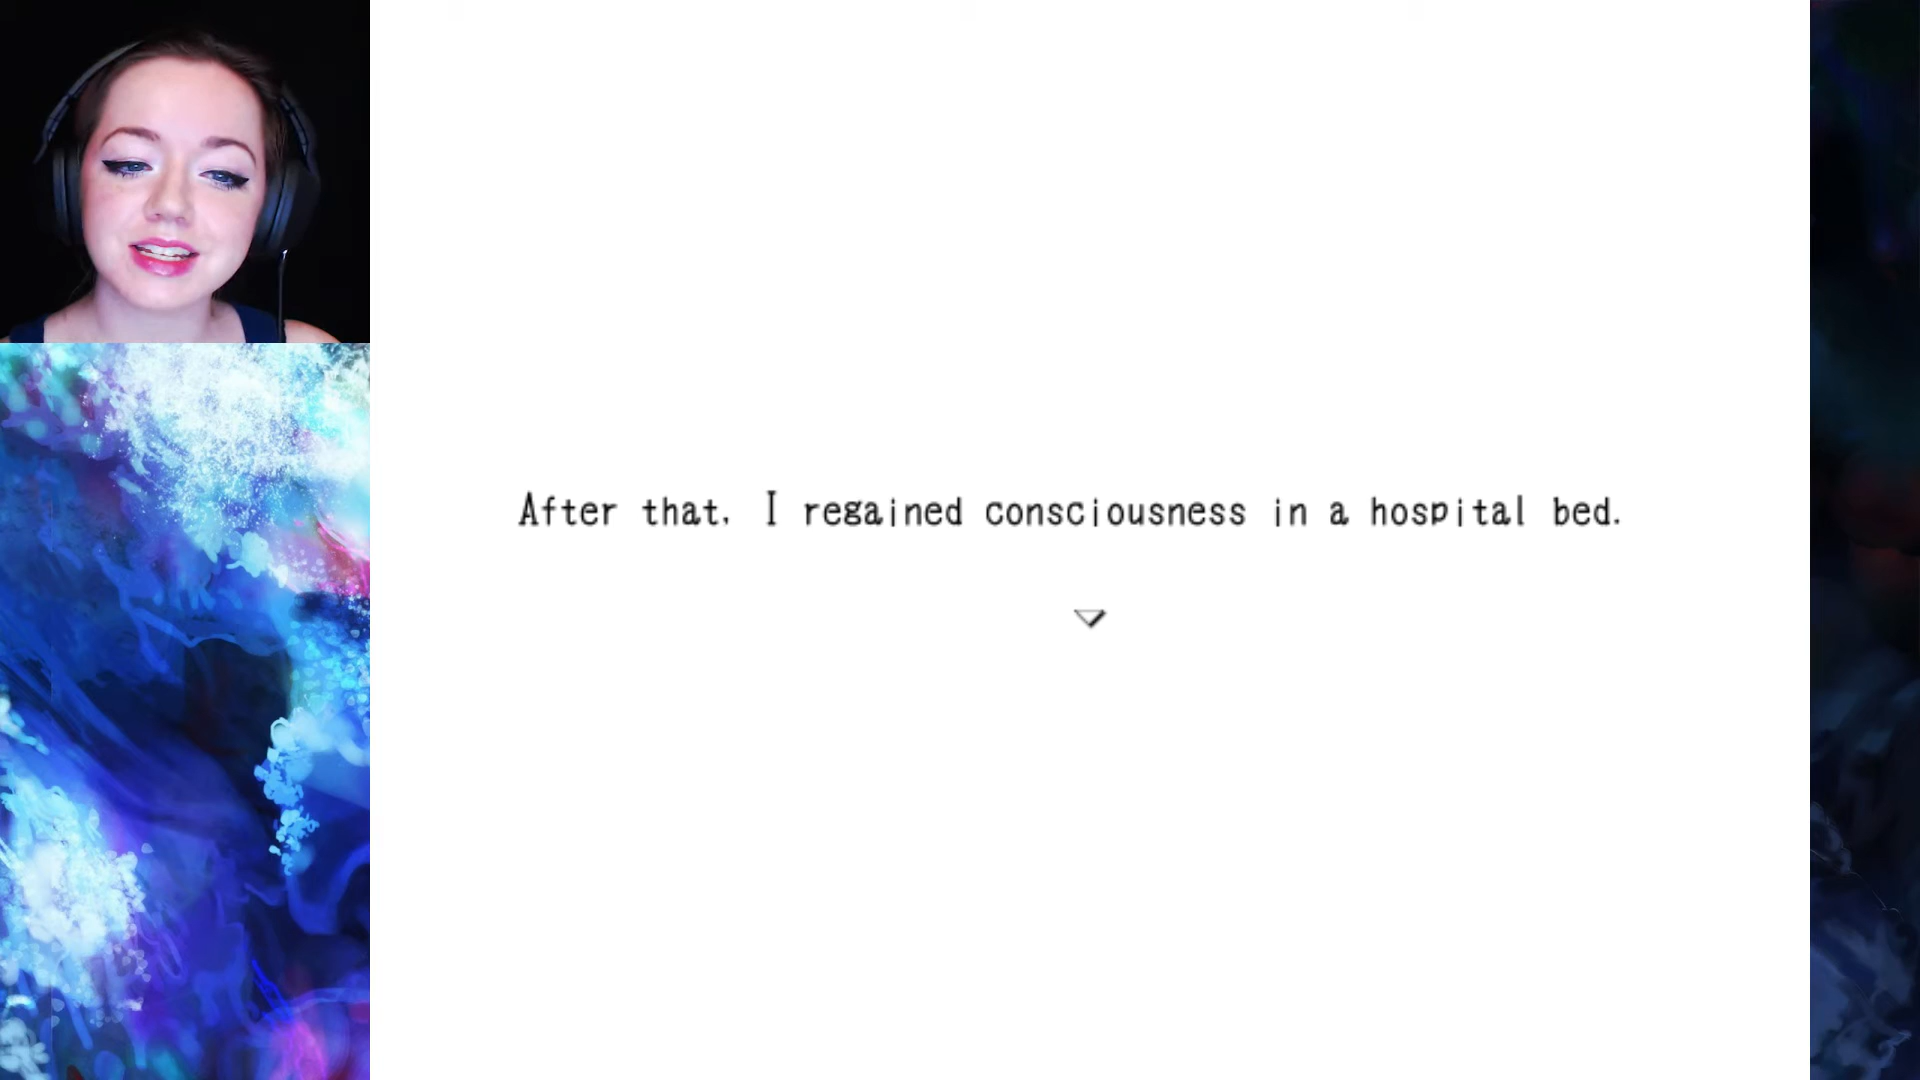 After that, I regained consciousness in a hospital bed.